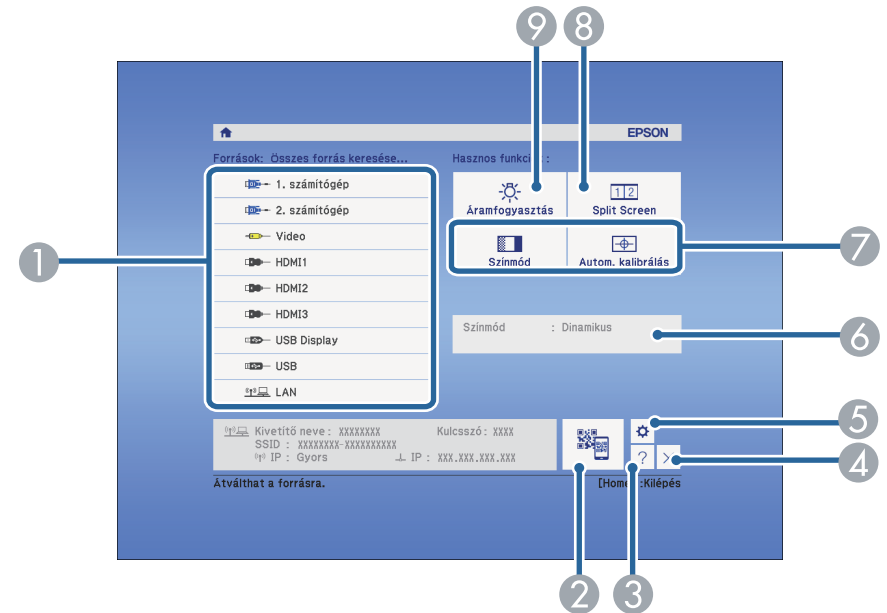 9 8
EPSON
Források: Összes forrás keresése...
Hasznos funkci :
1. számítógép
2. számítógép
Video
HDMI1
HDMI2
HDMI3
USB Display
USB
LAN
1
Áramfogyasztás
Split Screen
Színmód
Autom. kalibrálás
7
Színmód : Dinamikus
6
Kivetítő neve : XXXXXXXX Kulcsszó : XXXX
SSID : XXXXXXXX-XXXXXXXXXX
IP : Gyors IP : XXX.XXX.XXX.XXX
5
? >
4
Átválthat a forrásra.
[Home :Kilépés
2 3